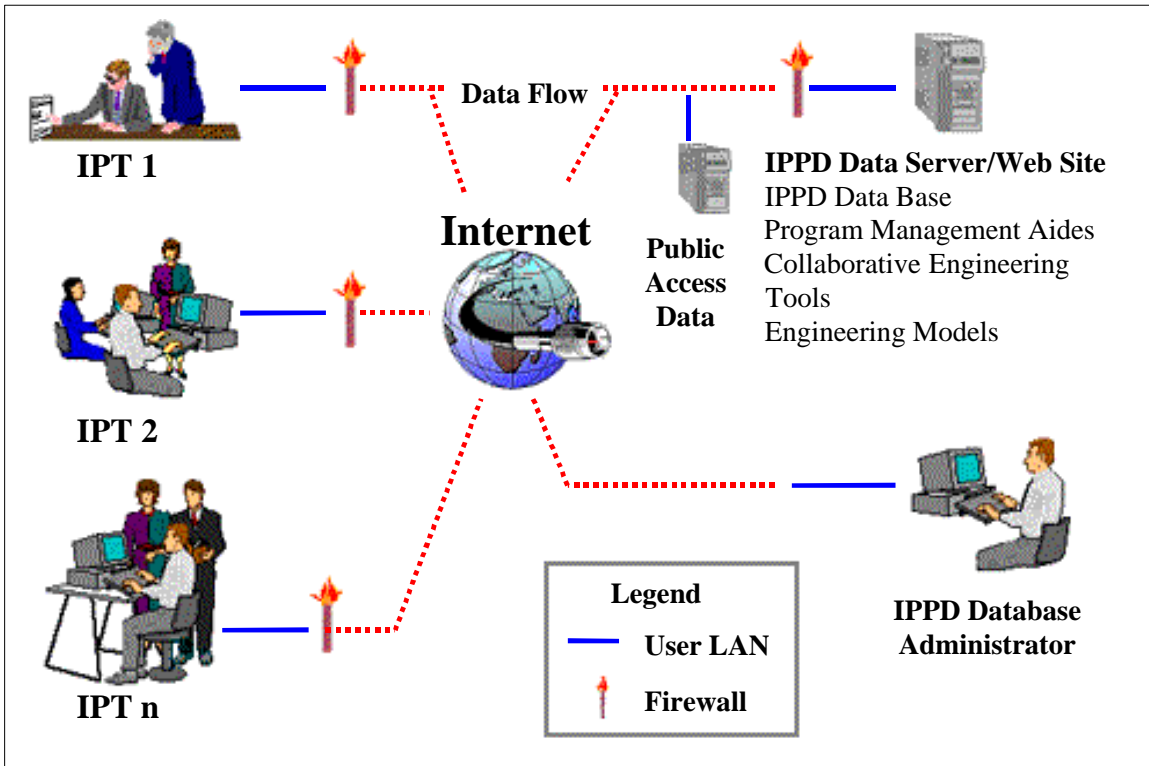 Data Flow
IPT 1
IPPD Data Server/Web Site
IPPD Data Base
Program Management Aides
Collaborative Engineering
Tools
Engineering Models
Internet
Public
Access
Data
IPT 2
IPT n
Legend
User LAN
Firewall
IPPD Database
Administrator